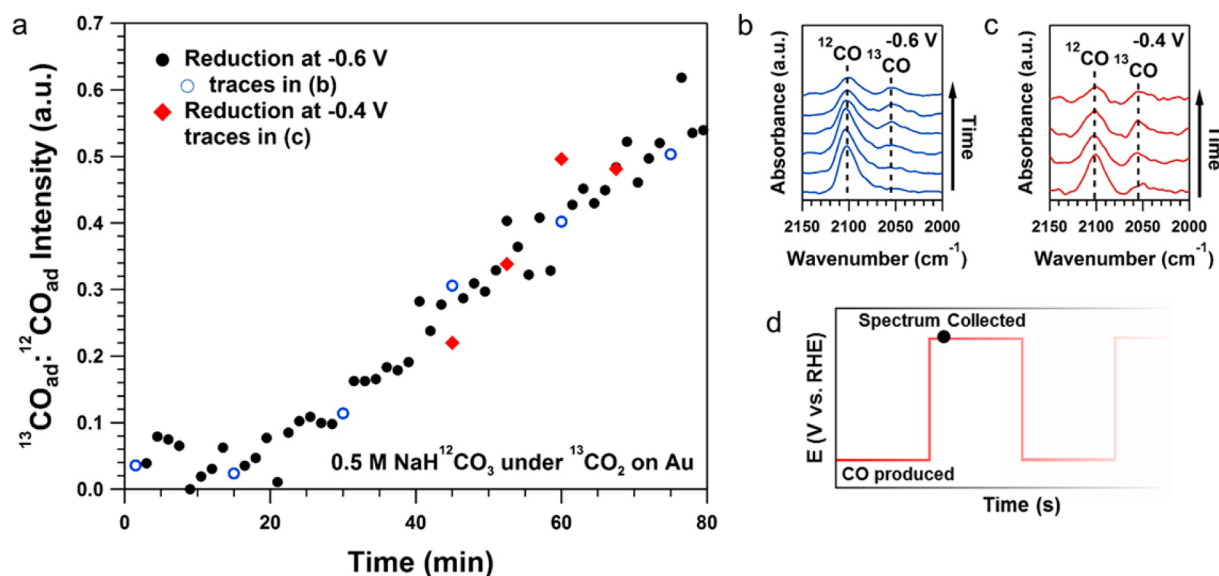 a
0.7
0.6
0.5
0.4
0.3
0.2
0.1
0.0
¹³CO_ad:¹²CO_ad Intensity (a.u.)
Reduction at -0.6 V
traces in (b)
Reduction at -0.4 V
traces in (c)
0.5 M NaH¹²CO₃ under ¹³CO₂ on Au
0 20 40 60 80
Time (min)
b
-0.6 V
¹²CO ¹³CO
Absorbance (a.u.)
Time
2150 2100 2050 2000
Wavenumber (cm⁻¹)
c
-0.4 V
¹²CO ¹³CO
Absorbance (a.u.)
Time
2150 2100 2050 2000
Wavenumber (cm⁻¹)
d
Spectrum Collected
E (V vs. RHE)
CO produced
Time (s)